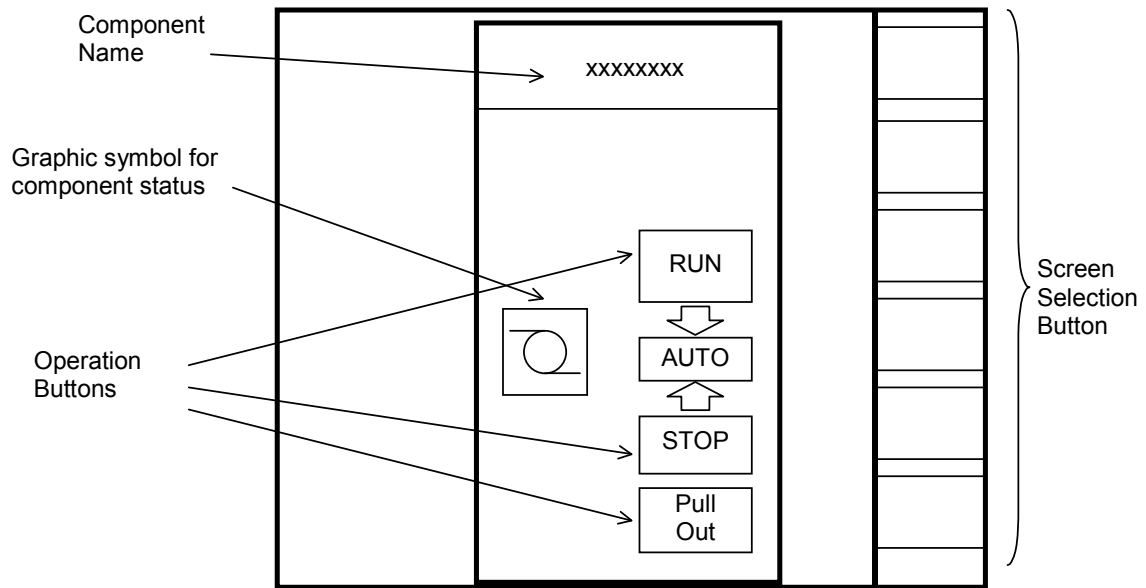 Component
Name
xxxxxxxx
Graphic symbol for
component status
RUN
AUTO
STOP
Pull
Out
Operation
Buttons
Screen
Selection
Button